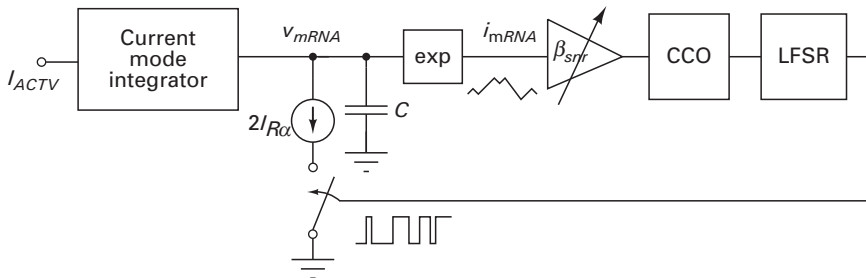 Current
mode
integrator
I_ACTV
v_mRNA
exp
i_mRNA
β_snr
CCO
LFSR
2I_Rα
C